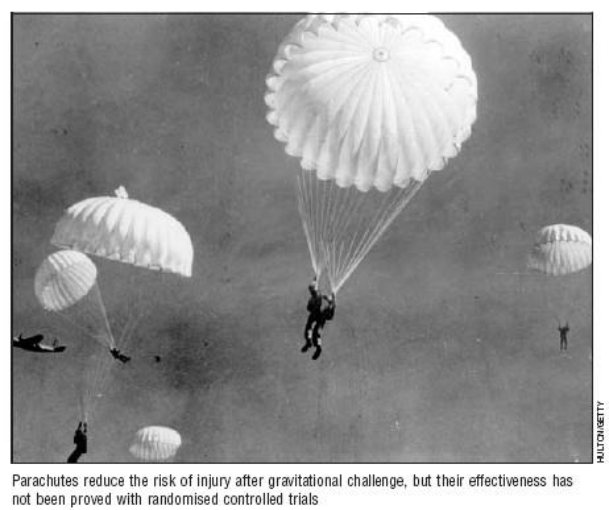 HULTON/GETTY
Parachutes reduce the risk of injury after gravitational challenge, but their effectiveness has
not been proved with randomised controlled trials